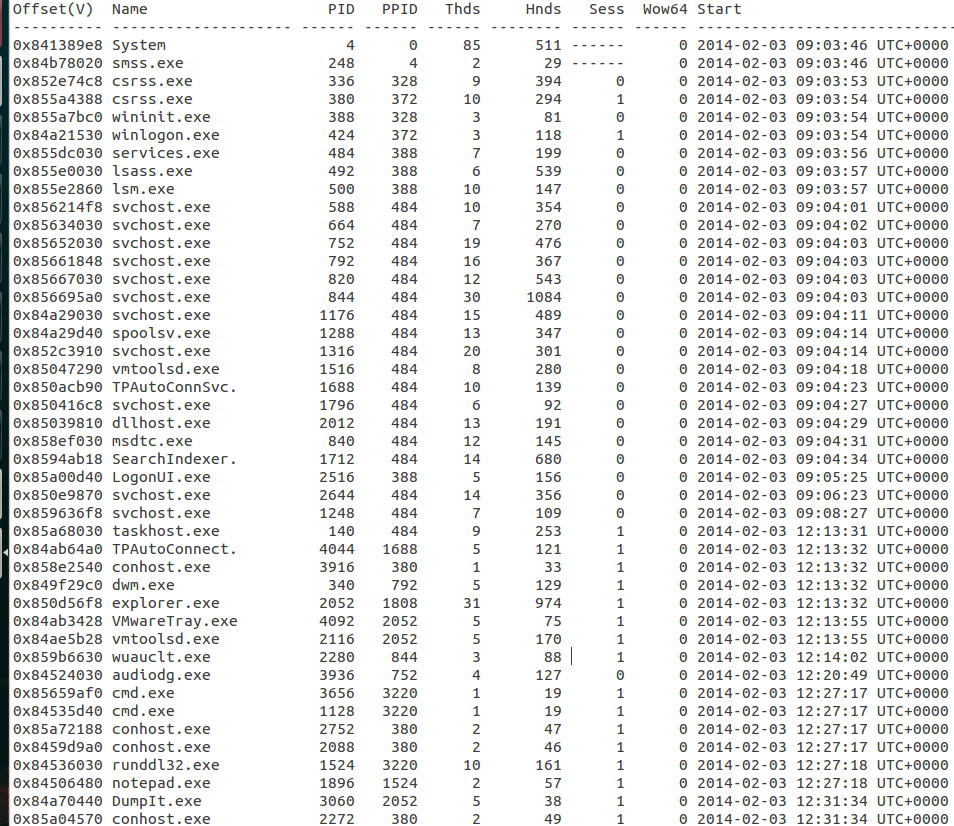 Offset(V)  Name                    PID   PPID   Thds     Hnds   Sess  Wow64 Start
---------- -------------------- ------ ------ ------ -------- ------ ------ ------------------------------
0x841389e8 System                    4      0     85      511 ------      0 2014-02-03 09:03:46 UTC+0000
0x84b78020 smss.exe                248      4      2       29 ------      0 2014-02-03 09:03:46 UTC+0000
0x852e74c8 csrss.exe               336    328      9      394      0      0 2014-02-03 09:03:53 UTC+0000
0x855a4388 csrss.exe               380    372     10      294      1      0 2014-02-03 09:03:54 UTC+0000
0x855a7bc0 wininit.exe             388    328      3       81      0      0 2014-02-03 09:03:54 UTC+0000
0x84a21530 winlogon.exe            424    372      3      118      1      0 2014-02-03 09:03:54 UTC+0000
0x855dc030 services.exe            484    388      7      199      0      0 2014-02-03 09:03:56 UTC+0000
0x855e0030 lsass.exe               492    388      6      539      0      0 2014-02-03 09:03:57 UTC+0000
0x855e2860 lsm.exe                 500    388     10      147      0      0 2014-02-03 09:03:57 UTC+0000
0x856214f8 svchost.exe             588    484     10      354      0      0 2014-02-03 09:04:01 UTC+0000
0x85634030 svchost.exe             664    484      7      270      0      0 2014-02-03 09:04:02 UTC+0000
0x85652030 svchost.exe             752    484     19      476      0      0 2014-02-03 09:04:03 UTC+0000
0x85661848 svchost.exe             792    484     16      367      0      0 2014-02-03 09:04:03 UTC+0000
0x85667030 svchost.exe             820    484     12      543      0      0 2014-02-03 09:04:03 UTC+0000
0x856695a0 svchost.exe             844    484     30     1084      0      0 2014-02-03 09:04:03 UTC+0000
0x84a29030 svchost.exe            1176    484     15      489      0      0 2014-02-03 09:04:11 UTC+0000
0x84a29d40 spoolsv.exe            1288    484     13      347      0      0 2014-02-03 09:04:14 UTC+0000
0x852c3910 svchost.exe            1316    484     20      301      0      0 2014-02-03 09:04:14 UTC+0000
0x85047290 vmtoolsd.exe           1516    484      8      280      0      0 2014-02-03 09:04:18 UTC+0000
0x850acb90 TPAutoConnSvc.         1688    484     10      139      0      0 2014-02-03 09:04:23 UTC+0000
0x850416c8 svchost.exe            1796    484      6       92      0      0 2014-02-03 09:04:27 UTC+0000
0x85039810 dllhost.exe            2012    484     13      191      0      0 2014-02-03 09:04:29 UTC+0000
0x858ef030 msdtc.exe               840    484     12      145      0      0 2014-02-03 09:04:31 UTC+0000
0x8594ab18 SearchIndexer.         1712    484     14      680      0      0 2014-02-03 09:04:34 UTC+0000
0x85a00d40 LogonUI.exe            2516    388      5      156      0      0 2014-02-03 09:05:25 UTC+0000
0x850e9870 svchost.exe            2644    484     14      356      0      0 2014-02-03 09:06:23 UTC+0000
0x859636f8 svchost.exe            1248    484      7      109      0      0 2014-02-03 09:08:27 UTC+0000
0x85a68030 taskhost.exe            140    484      9      253      1      0 2014-02-03 12:13:31 UTC+0000
0x84ab64a0 TPAutoConnect.         4044   1688      5      121      1      0 2014-02-03 12:13:32 UTC+0000
0x858e2540 conhost.exe            3916    380      1       33      1      0 2014-02-03 12:13:32 UTC+0000
0x849f29c0 dwm.exe                 340    792      5      129      1      0 2014-02-03 12:13:32 UTC+0000
0x850d56f8 explorer.exe           2052   1808     31      974      1      0 2014-02-03 12:13:32 UTC+0000
0x84ab3428 VMwareTray.exe         4092   2052      5       75      1      0 2014-02-03 12:13:55 UTC+0000
0x84ae5b28 vmtoolsd.exe           2116   2052      5      170      1      0 2014-02-03 12:13:55 UTC+0000
0x859b6630 wuauclt.exe            2280    844      3       88      1      0 2014-02-03 12:14:02 UTC+0000
0x84524030 audiodg.exe            3936    752      4      127      0      0 2014-02-03 12:20:49 UTC+0000
0x85659af0 cmd.exe                3656   3220      1       19      1      0 2014-02-03 12:27:17 UTC+0000
0x84535d40 cmd.exe                1128   3220      1       19      1      0 2014-02-03 12:27:17 UTC+0000
0x85a72188 conhost.exe            2752    380      2       47      1      0 2014-02-03 12:27:17 UTC+0000
0x8459d9a0 conhost.exe            2088    380      2       46      1      0 2014-02-03 12:27:17 UTC+0000
0x84536030 runddl32.exe           1524   3220     10      161      1      0 2014-02-03 12:27:18 UTC+0000
0x84506480 notepad.exe            1896   1524      2       57      1      0 2014-02-03 12:27:18 UTC+0000
0x84a70440 DumpIt.exe             3060   2052      5       38      1      0 2014-02-03 12:31:34 UTC+0000
0x85a04570 conhost.exe            2272    380      2       49      1      0 2014-02-03 12:31:34 UTC+0000